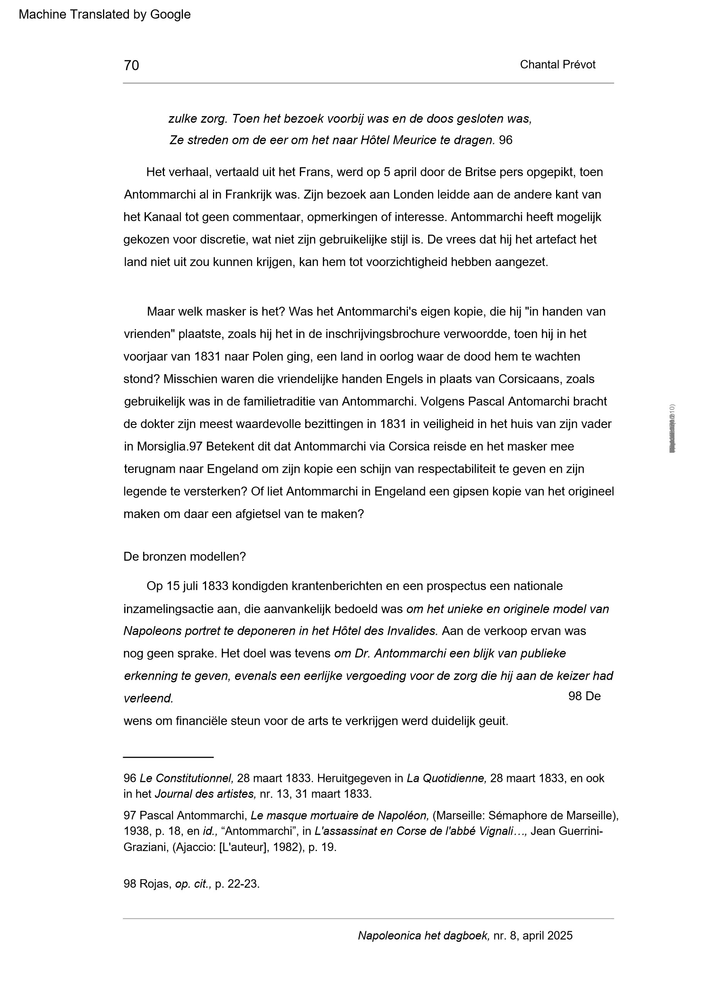 Machine Translated by Google
70
Chantal Prévot
zulke zorg. Toen het bezoek voorbij was en de doos gesloten was,
Ze streden om de eer om het naar Hôtel Meurice te dragen. 96
Het verhaal, vertaald uit het Frans, werd op 5 april door de Britse pers opgepikt, toen
Antommarchi al in Frankrijk was. Zijn bezoek aan Londen leidde aan de andere kant van
het Kanaal tot geen commentaar, opmerkingen of interesse. Antommarchi heeft mogelijk
gekozen voor discretie, wat niet zijn gebruikelijke stijl is. De vrees dat hij het artefact het
land niet uit zou kunnen krijgen, kan hem tot voorzichtigheid hebben aangezet.
Maar welk masker is het? Was het Antommarchi's eigen kopie, die hij "in handen van
vrienden" plaatste, zoals hij het in de inschrijvingsbrochure verwoordde, toen hij in het
voorjaar van 1831 naar Polen ging, een land in oorlog waar de dood hem te wachten
stond? Misschien waren die vriendelijke handen Engels in plaats van Corsicaans, zoals
gebruikelijk was in de familietraditie van Antommarchi. Volgens Pascal Antomarchi bracht
de dokter zijn meest waardevolle bezittingen in 1831 in veiligheid in het huis van zijn vader
in Morsiglia.97 Betekent dit dat Antommarchi via Corsica reisde en het masker mee
terugnam naar Engeland om zijn kopie een schijn van respectabiliteit te geven en zijn
legende te versterken? Of liet Antommarchi in Engeland een gipsen kopie van het origineel
maken om daar een afgietsel van te maken?
De bronzen modellen?
Op 15 juli 1833 kondigden krantenberichten en een prospectus een nationale
inzamelingsactie aan, die aanvankelijk bedoeld was om het unieke en originele model van
Napoleons portret te deponeren in het Hôtel des Invalides. Aan de verkoop ervan was
nog geen sprake. Het doel was tevens om Dr. Antommarchi een blijk van publieke
erkenning te geven, evenals een eerlijke vergoeding voor de zorg die hij aan de keizer had
verleend. 98 De
wens om financiële steun voor de arts te verkrijgen werd duidelijk geuit.
96 Le Constitutionnel, 28 maart 1833. Heruitgegeven in La Quotidienne, 28 maart 1833, en ook
in het Journal des artistes, nr. 13, 31 maart 1833.
97 Pascal Antommarchi, Le masque mortuaire de Napoléon, (Marseille: Sémaphore de Marseille),
1938, p. 18, en id., “Antommarchi”, in L'assassinat en Corse de l'abbé Vignali…, Jean Guerrini-
Graziani, (Ajaccio: [L'auteur], 1982), p. 19.
98 Rojas, op. cit., p. 22-23.
Napoleonica het dagboek, nr. 8, april 2025